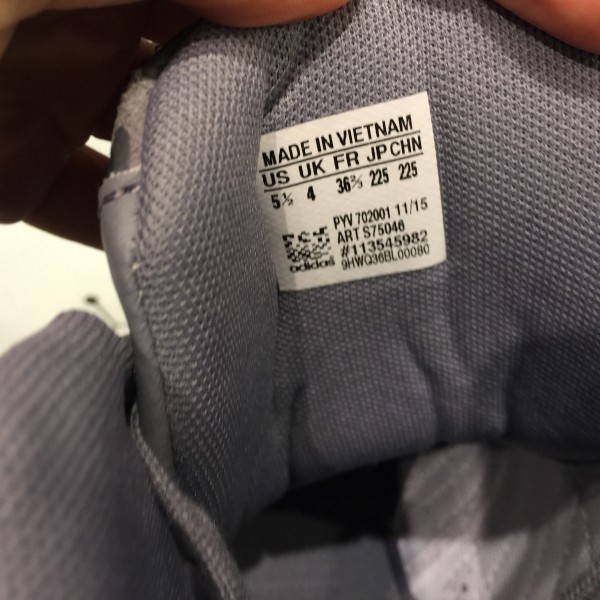 MADE IN VIETNAM
US UK FR JP CHN
5½ 4 36⅔ 225 225
PYV 702001 11/15
ART S75046
#113545982
9HWQ36BL00080
adidas